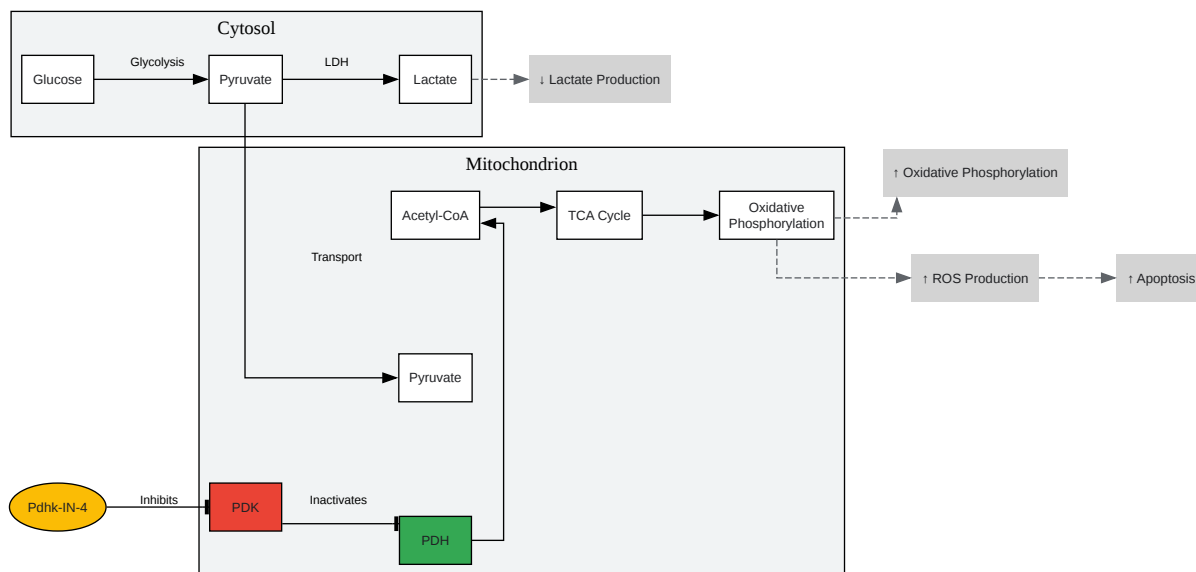 Cytosol
Glycolysis
LDH
Glucose
Pyruvate
Lactate
↓ Lactate Production
Mitochondrion
↑ Oxidative Phosphorylation
Acetyl-CoA
TCA Cycle
Oxidative
Phosphorylation
Transport
↑ ROS Production
↑ Apoptosis
Pyruvate
Pdhk-IN-4
Inhibits
PDK
Inactivates
PDH